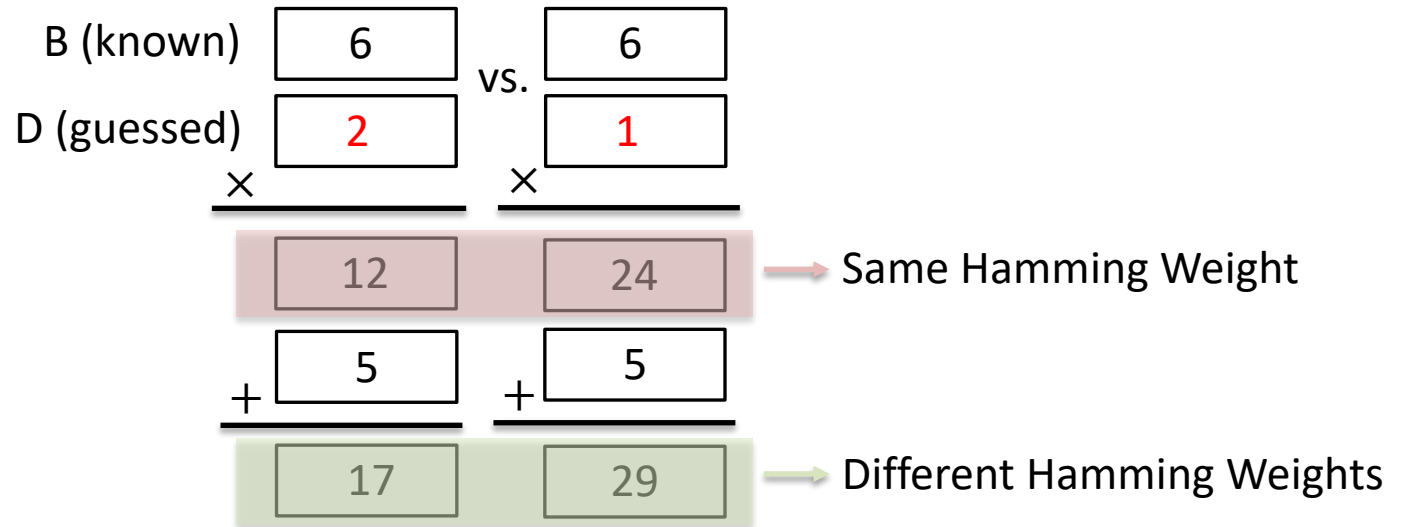 B (known) 6 vs. 6
D (guessed) 2 1
× ×
12 24 Same Hamming Weight
+ 5 + 5
17 29 Different Hamming Weights